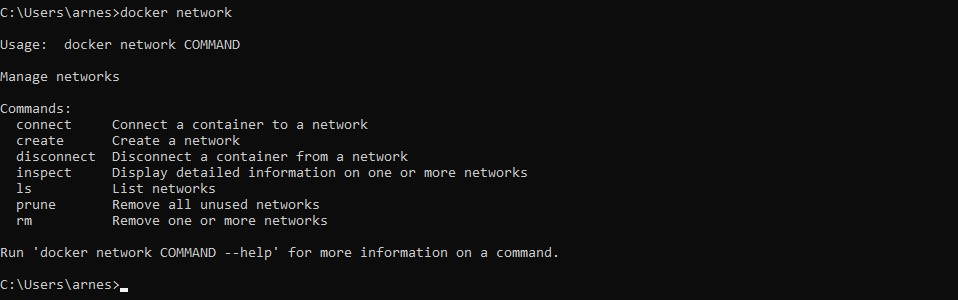 C:\Users\arnes>docker network
Usage:  docker network COMMAND
Manage networks
Commands:
  connect     Connect a container to a network
  create      Create a network
  disconnect  Disconnect a container from a network
  inspect     Display detailed information on one or more networks
  ls          List networks
  prune       Remove all unused networks
  rm          Remove one or more networks
Run 'docker network COMMAND --help' for more information on a command.
C:\Users\arnes>